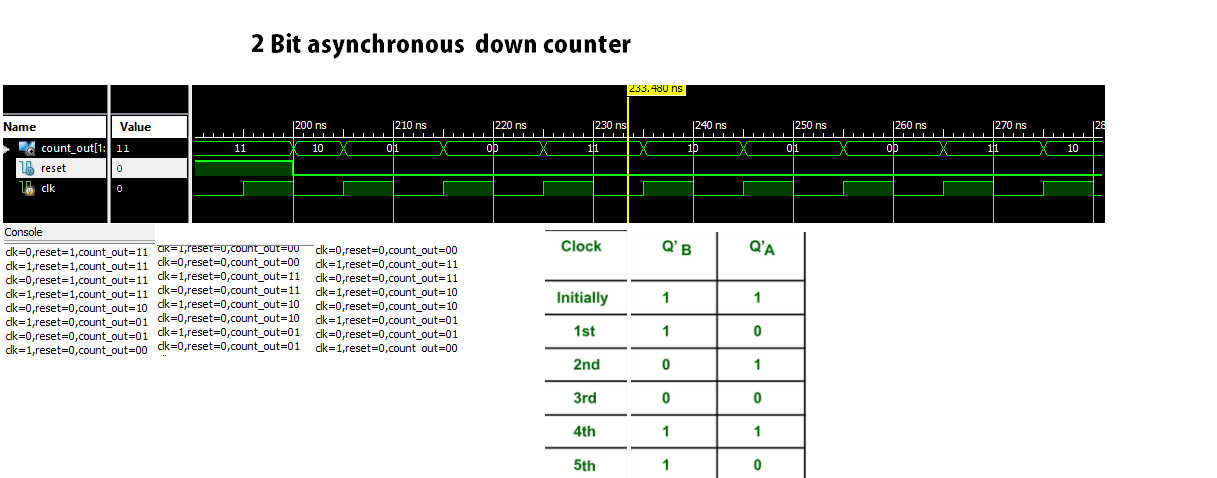 2 Bit asynchronous down counter
233.480 ns
Name Value
200 ns 210 ns 220 ns 230 ns 240 ns 250 ns 260 ns 270 ns 28
count_out[1: 11 11 10 01 00 11 10 01 00 11 10
reset 0
clk 0
Console
clk=0,reset=1,count_out=11
clk=1,reset=1,count_out=11
clk=0,reset=1,count_out=11
clk=1,reset=1,count_out=11
clk=0,reset=0,count_out=10
clk=1,reset=0,count_out=01
clk=0,reset=0,count_out=01
clk=1,reset=0,count_out=00
clk=1,reset=0,count_out=00
clk=0,reset=0,count_out=00
clk=1,reset=0,count_out=11
clk=0,reset=0,count_out=11
clk=1,reset=0,count_out=10
clk=0,reset=0,count_out=10
clk=1,reset=0,count_out=01
clk=0,reset=0,count_out=01
clk=0,reset=0,count_out=00
clk=1,reset=0,count_out=11
clk=0,reset=0,count_out=11
clk=1,reset=0,count_out=10
clk=0,reset=0,count_out=10
clk=1,reset=0,count_out=01
clk=0,reset=0,count_out=01
clk=1,reset=0,count_out=00
Clock Q'B Q'A
Initially 1 1
1st 1 0
2nd 0 1
3rd 0 0
4th 1 1
5th 1 0